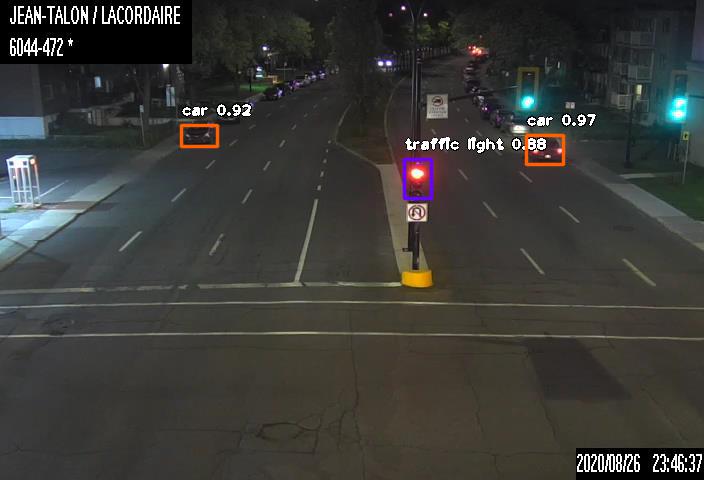 JEAN-TALON / LACORDAIRE
6044-472 *
car 0.92
car 0.97
traffic light 0.88
2020/08/26 23:46:37